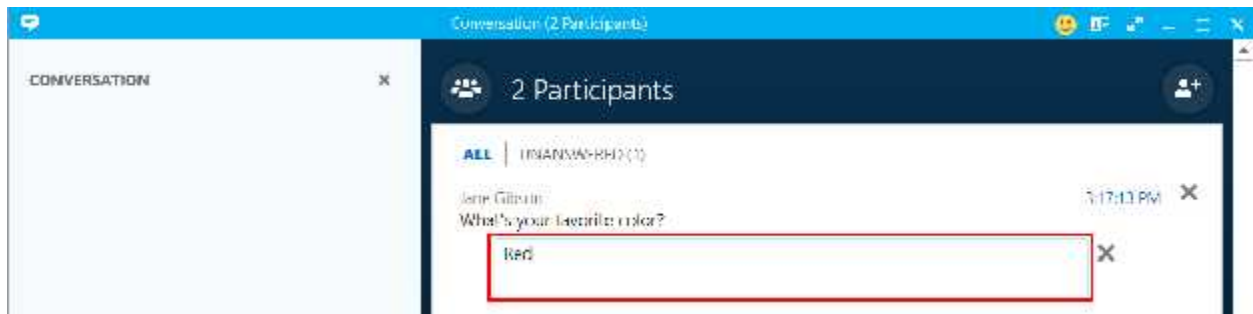 Conversation (2 Participants)
CONVERSATION
2 Participants
ALL | UNANSWERED (1)
Jane Gibson
3:17:13 PM
What's your favorite color?
Red